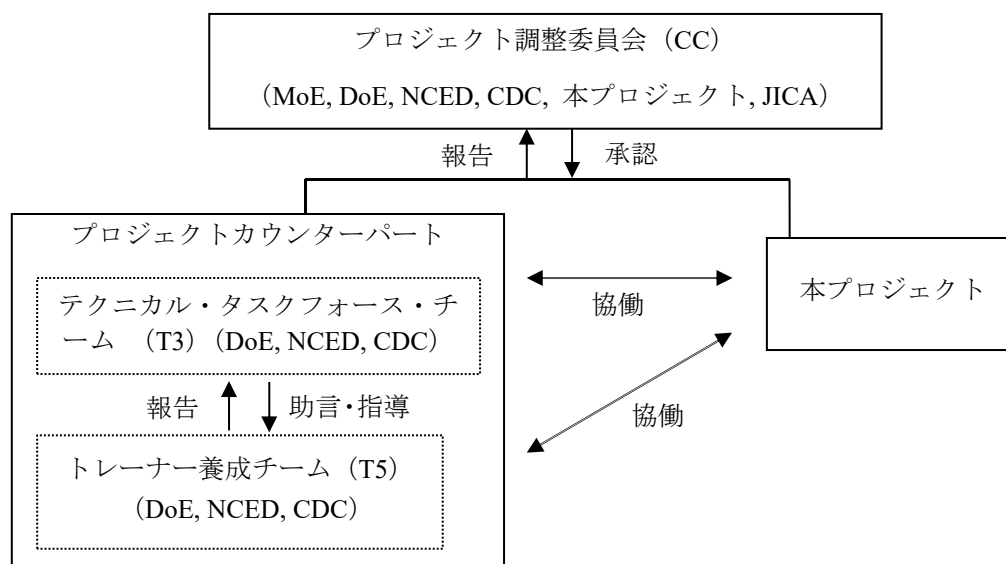 プロジェクト調整委員会（CC）
（MoE, DoE, NCED, CDC, 本プロジェクト, JICA）
報告
承認
プロジェクトカウンターパート
テクニカル・タスクフォース・チ
ーム （T3）（DoE, NCED, CDC）
報告
助言・指導
トレーナー養成チーム（T5）
（DoE, NCED, CDC）
協働
協働
本プロジェクト